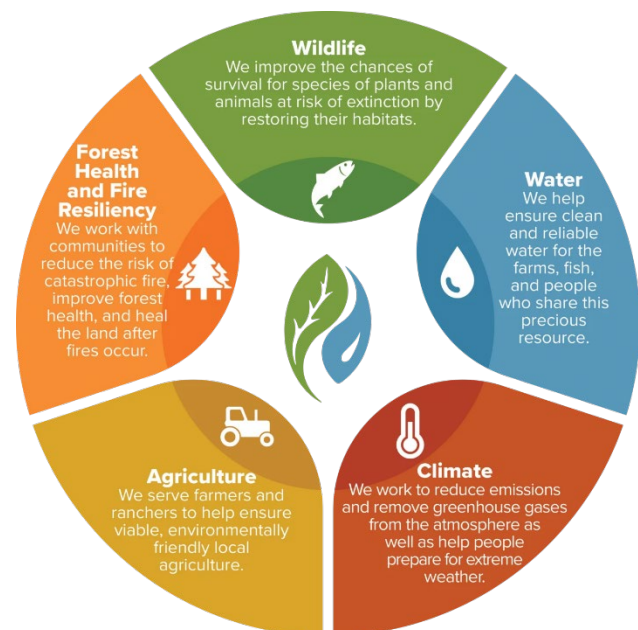 Wildlife
We improve the chances of
survival for species of plants and
animals at risk of extinction by
restoring their habitats.
Water
We help
ensure clean
and reliable
water for the
farms, fish,
and people
who share this
precious
resource.
Climate
We work to reduce emissions
and remove greenhouse gases
from the atmosphere as
well as help people
prepare for extreme
weather.
Agriculture
We serve farmers and
ranchers to help ensure
viable, environmentally
friendly local
agriculture.
Forest
Health
and Fire
Resiliency
We work with
communities to
reduce the risk of
catastrophic fire,
improve forest
health, and heal
the land after
fires occur.